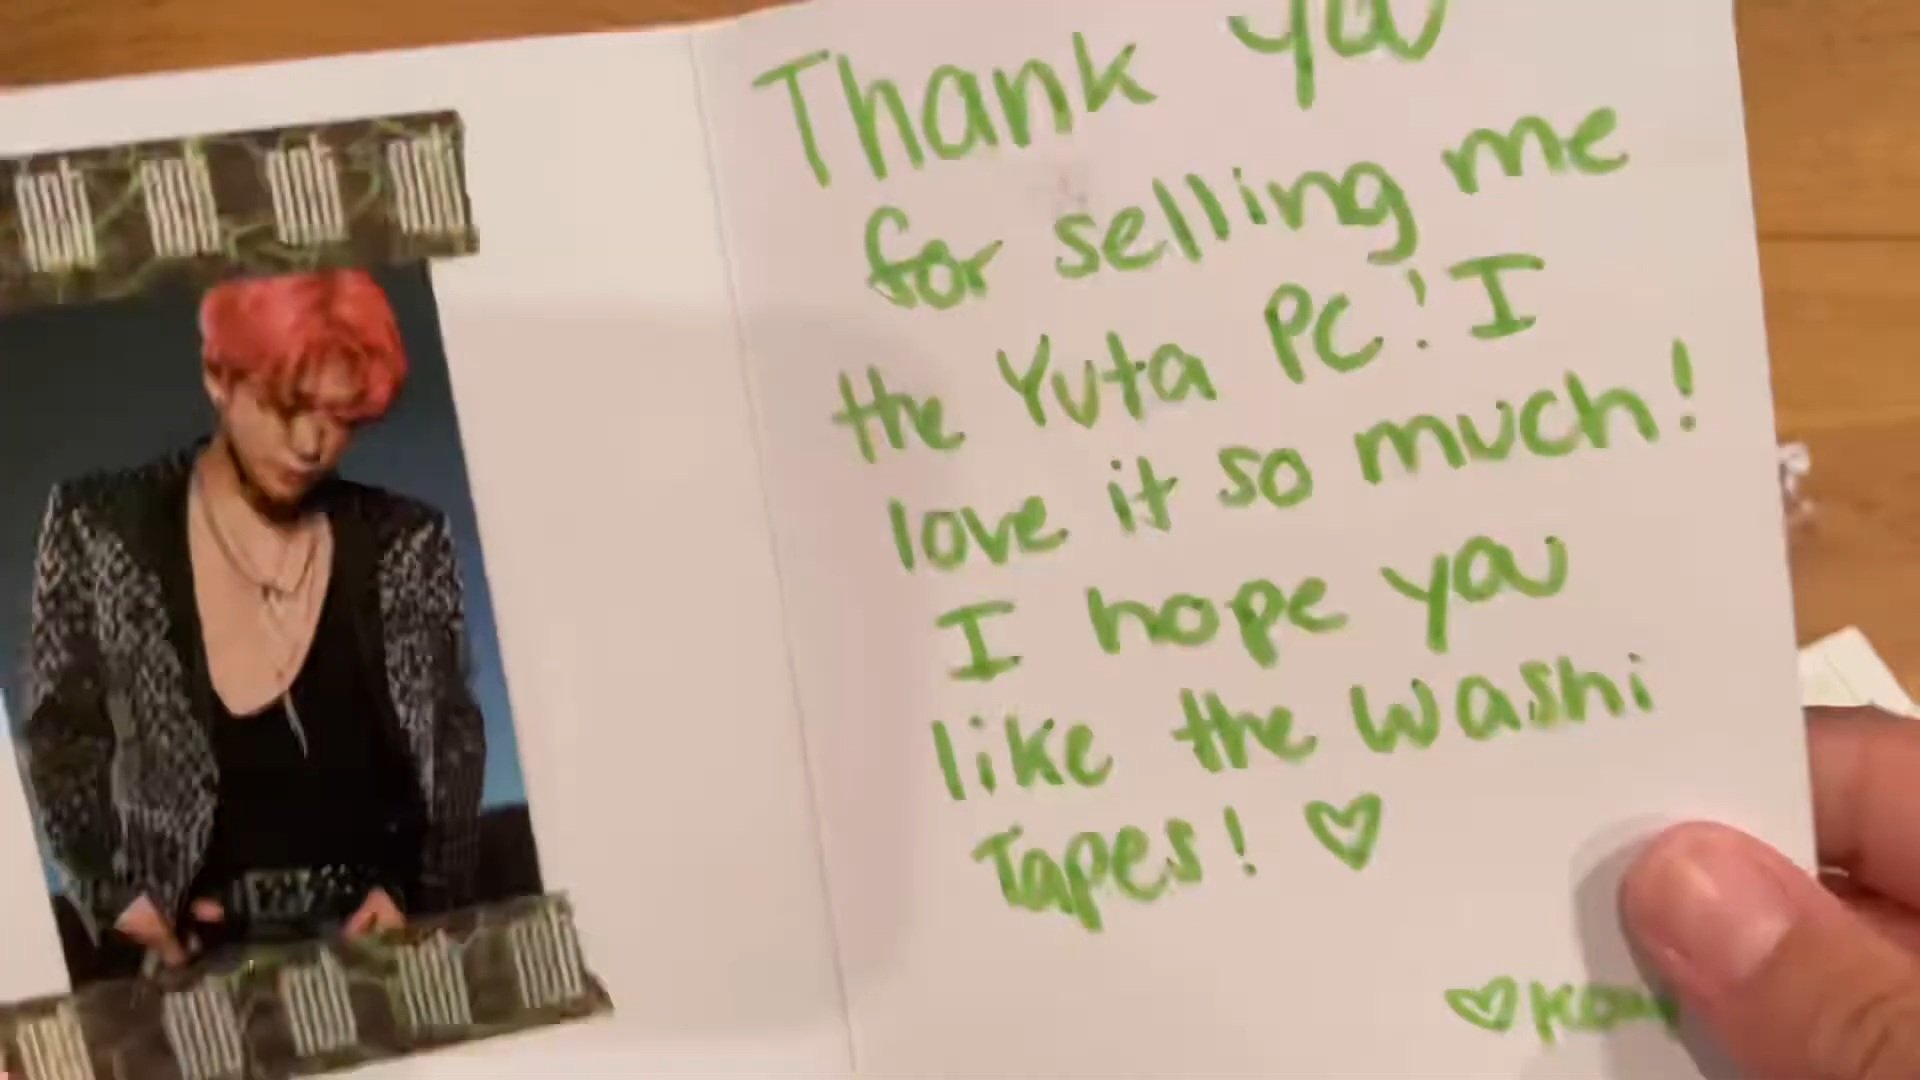 Thank you
for selling me
the Yuta PC! I
love it so much!
I hope you
like the washi
Tapes! ♡